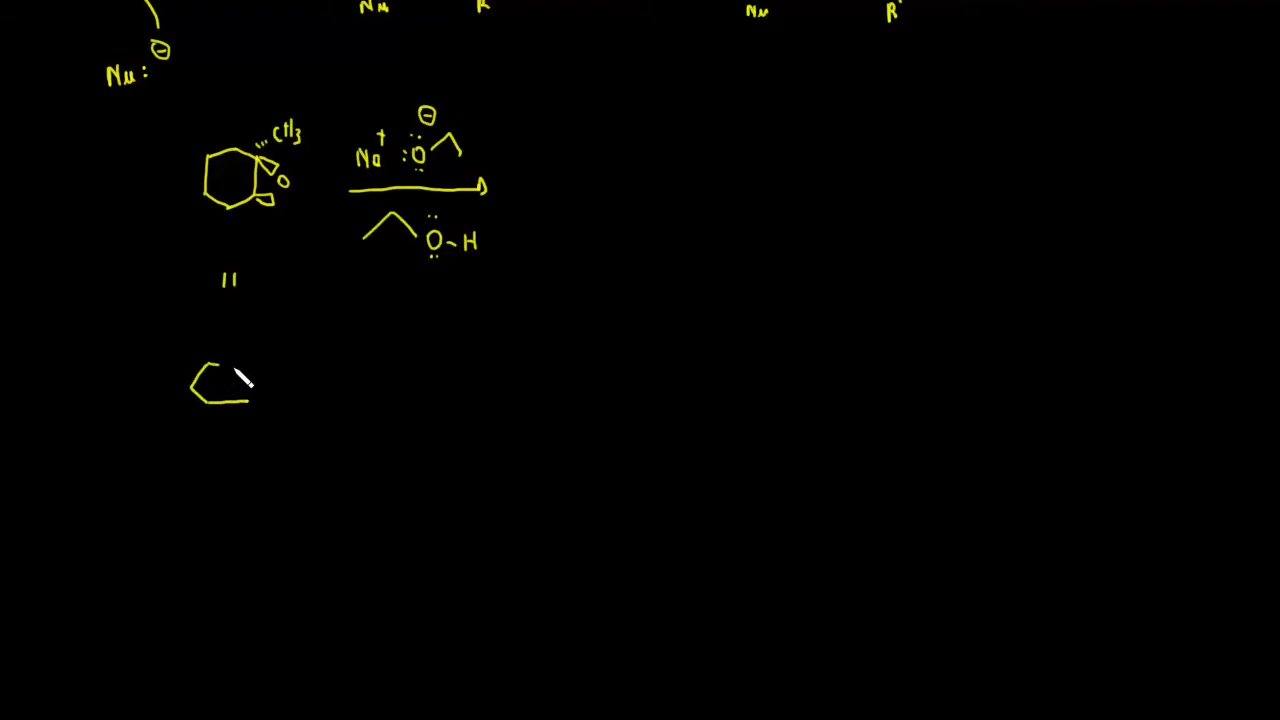 Nu R Nu R'
Nu: ⊖
CH3
O
Na+ :O: ⊖
O-H